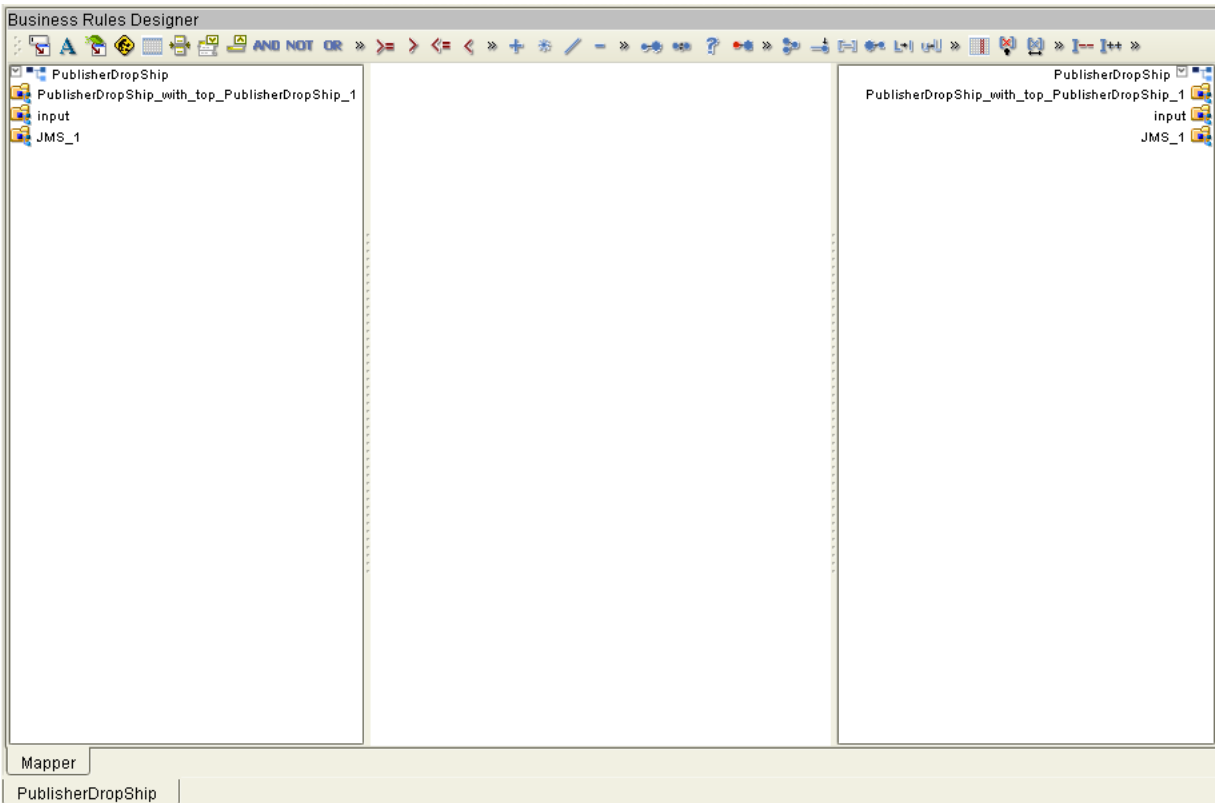 Business Rules Designer
A AND NOT OR » >= > <= < » + * / - » ? » » » I-- I++ »
PublisherDropShip
PublisherDropShip_with_top_PublisherDropShip_1
input
JMS_1
PublisherDropShip
PublisherDropShip_with_top_PublisherDropShip_1
input
JMS_1
Mapper
PublisherDropShip